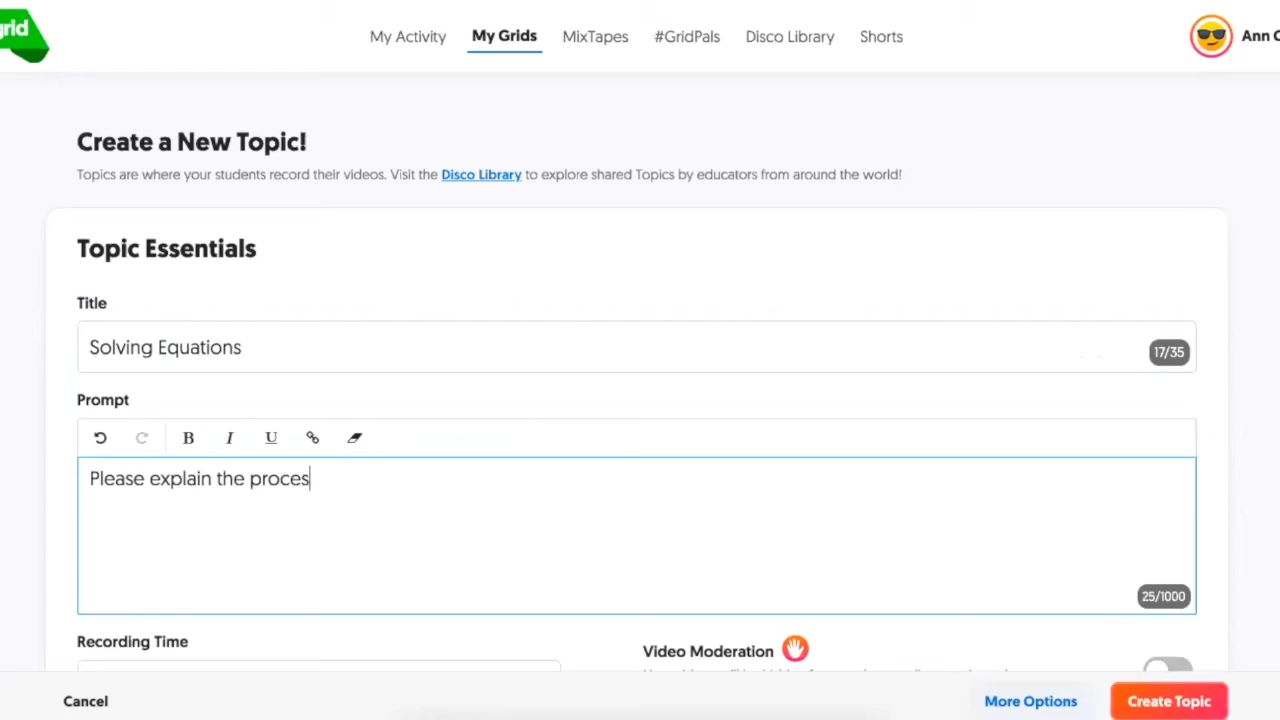 grid
My Activity My Grids MixTapes #GridPals Disco Library Shorts Ann C
Create a New Topic!
Topics are where your students record their videos. Visit the Disco Library to explore shared Topics by educators from around the world!
Topic Essentials
Title
Solving Equations 17/35
Prompt
B I U
Please explain the proces
25/1000
Recording Time
Video Moderation
Cancel More Options Create Topic